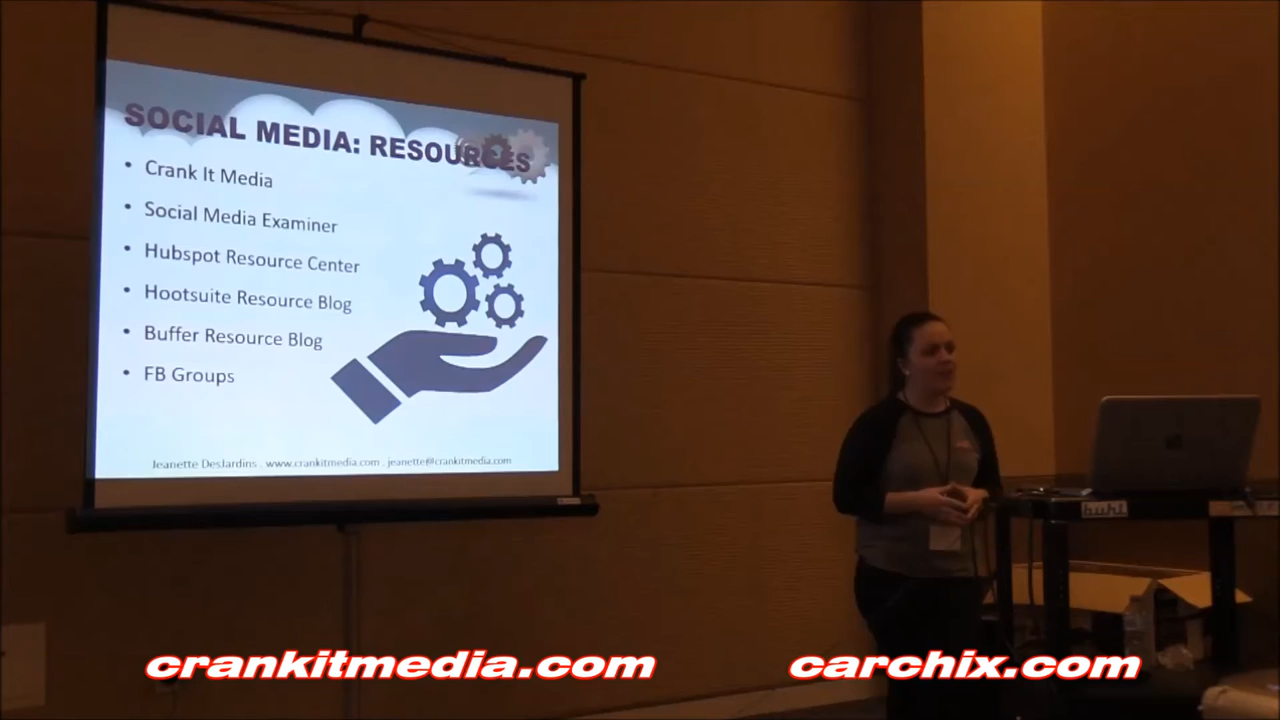 SOCIAL MEDIA: RESOURCES
• Crank It Media
• Social Media Examiner
• Hubspot Resource Center
• Hootsuite Resource Blog
• Buffer Resource Blog
• FB Groups
Jeanette DesJardins . www.crankitmedia.com . jeanette@crankitmedia.com
buhl
crankitmedia.com
carchix.com